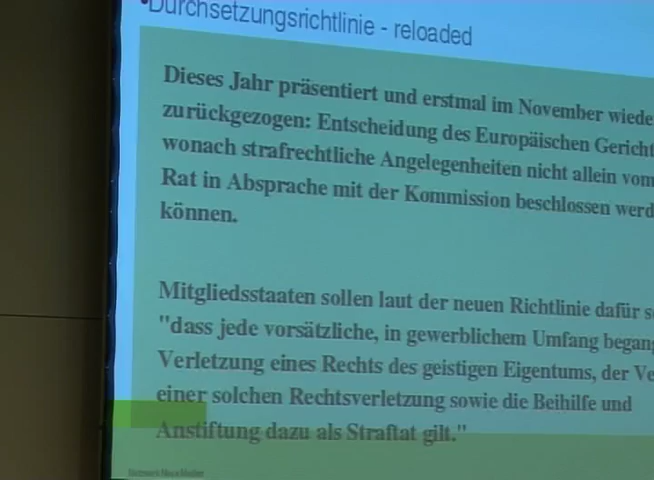 Durchsetzungsrichtlinie - reloaded
Dieses Jahr präsentiert und erstmal im November wiede
zurückgezogen: Entscheidung des Europäischen Gericht
wonach strafrechtliche Angelegenheiten nicht allein vom
Rat in Absprache mit der Kommission beschlossen werd
können.
Mitgliedsstaaten sollen laut der neuen Richtlinie dafür s
"dass jede vorsätzliche, in gewerblichem Umfang begang
Verletzung eines Rechts des geistigen Eigentums, der Ve
einer solchen Rechtsverletzung sowie die Beihilfe und
Anstiftung dazu als Straftat gilt."
Netzwerk Neue Medien